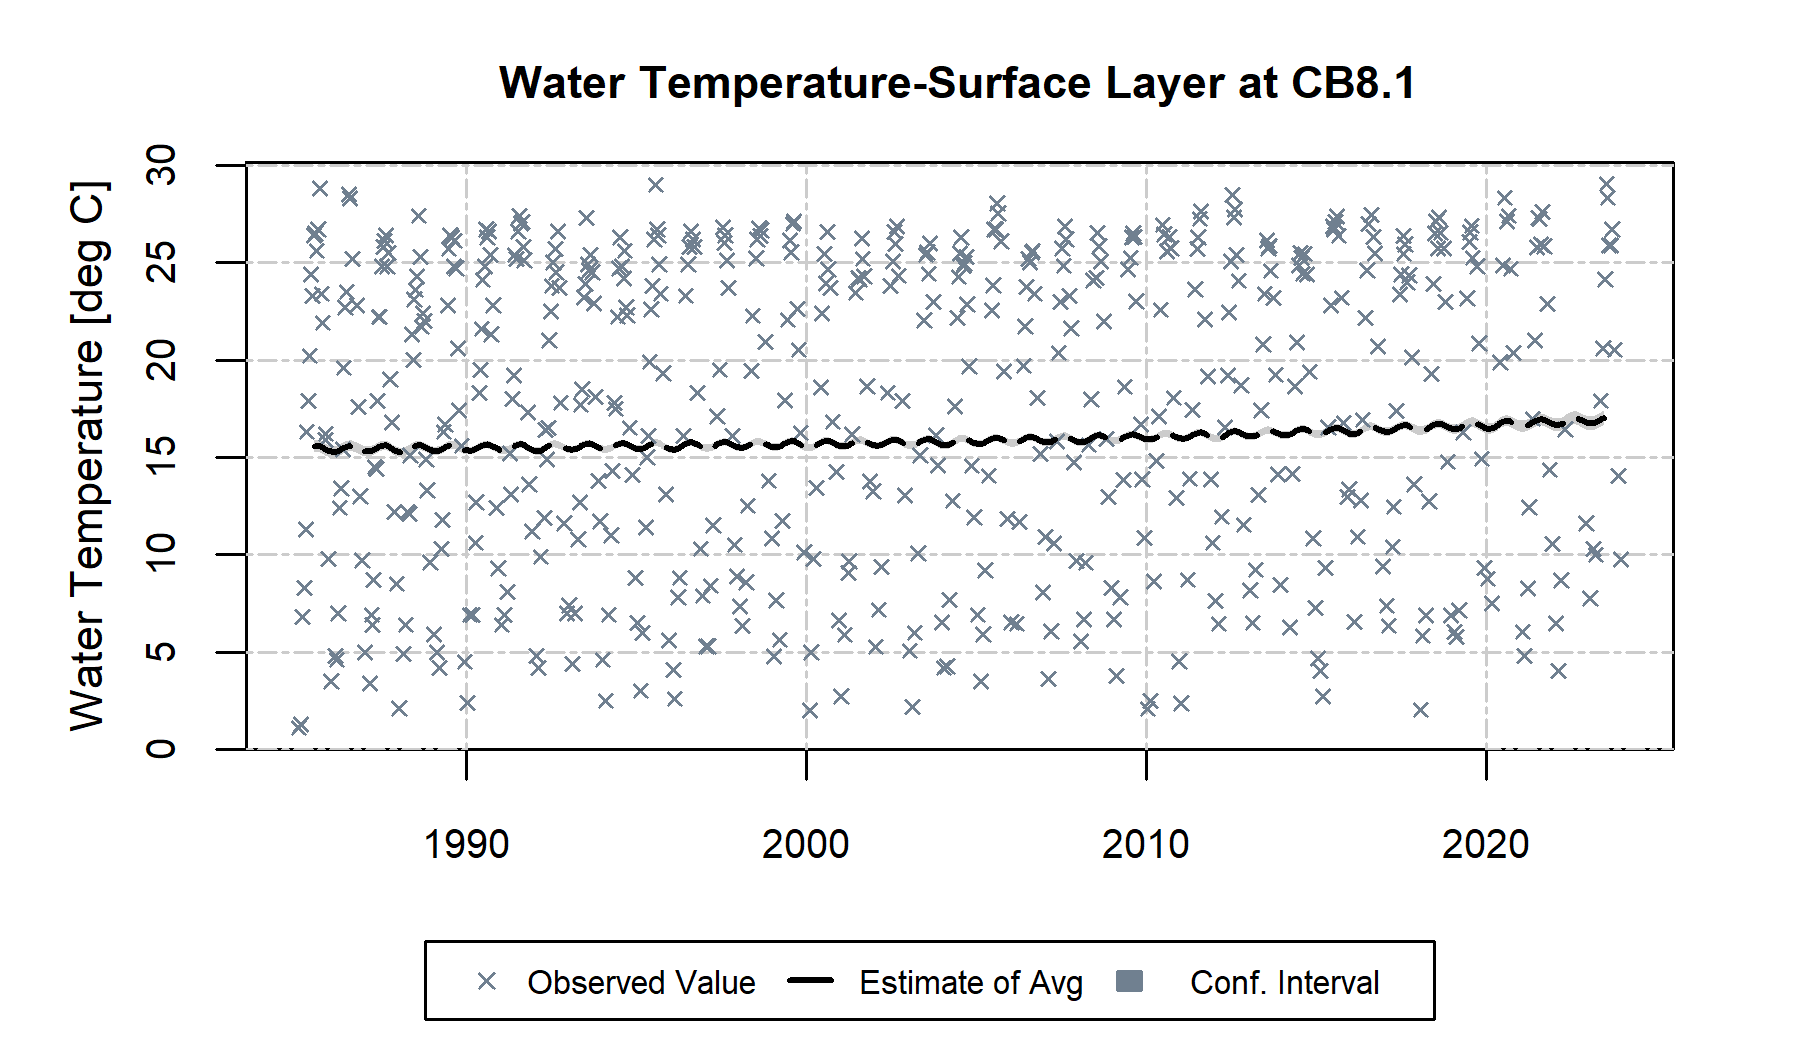 Water Temperature-Surface Layer at CB8.1
Water Temperature [deg C]
30
25
20
15
10
5
0
1990 2000 2010 2020
Observed Value Estimate of Avg Conf. Interval